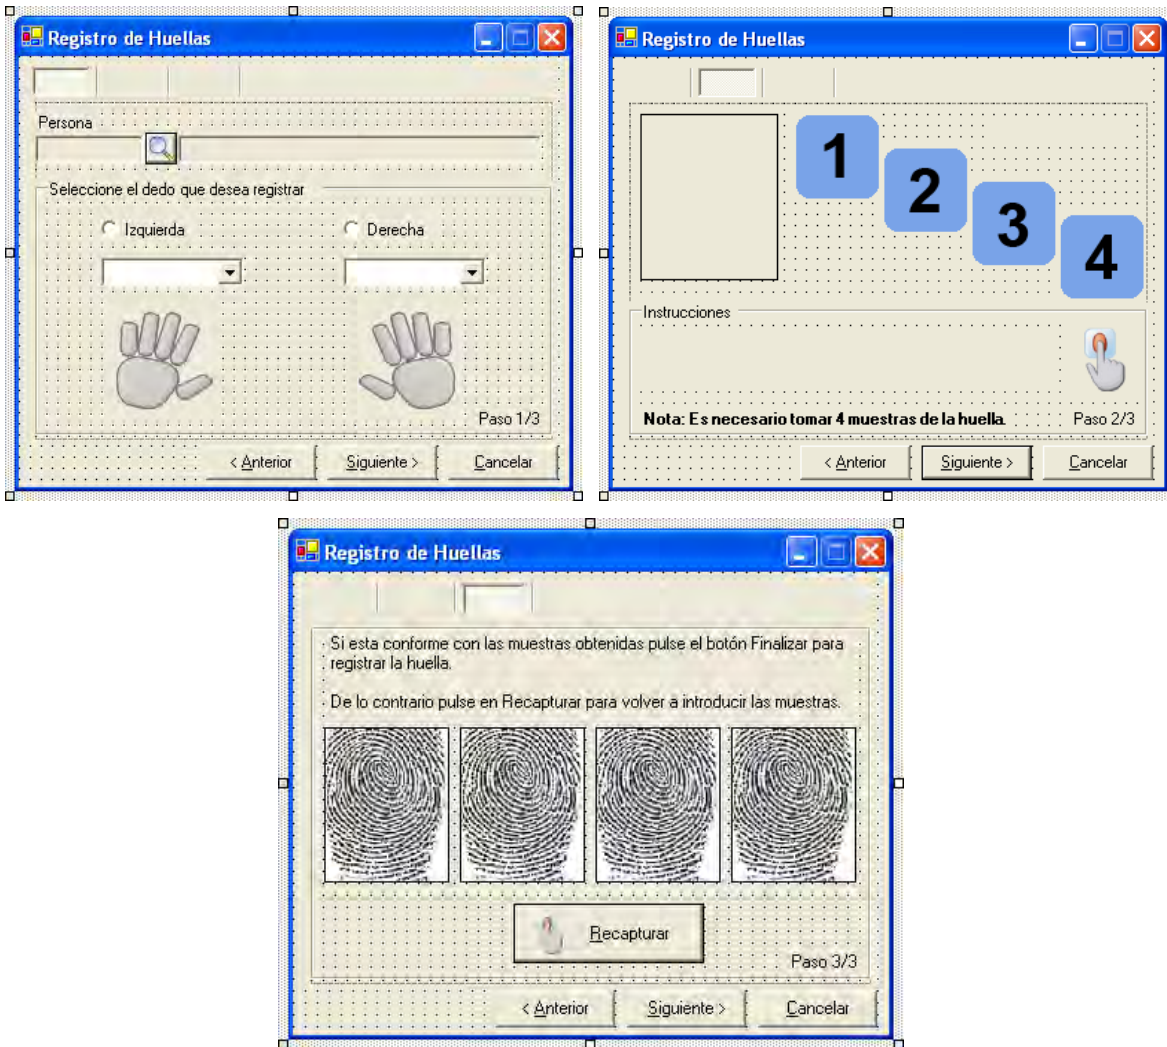 Registro de Huellas
Persona
Seleccione el dedo que desea registrar
Izquierda
Derecha
Paso 1/3
< Anterior
Siguiente >
Cancelar
Registro de Huellas
1
2
3
4
Instrucciones
Nota: Es necesario tomar 4 muestras de la huella.
Paso 2/3
< Anterior
Siguiente >
Cancelar
Registro de Huellas
Si esta conforme con las muestras obtenidas pulse el botón Finalizar para
registrar la huella.
De lo contrario pulse en Recapturar para volver a introducir las muestras.
Recapturar
Paso 3/3
< Anterior
Siguiente >
Cancelar